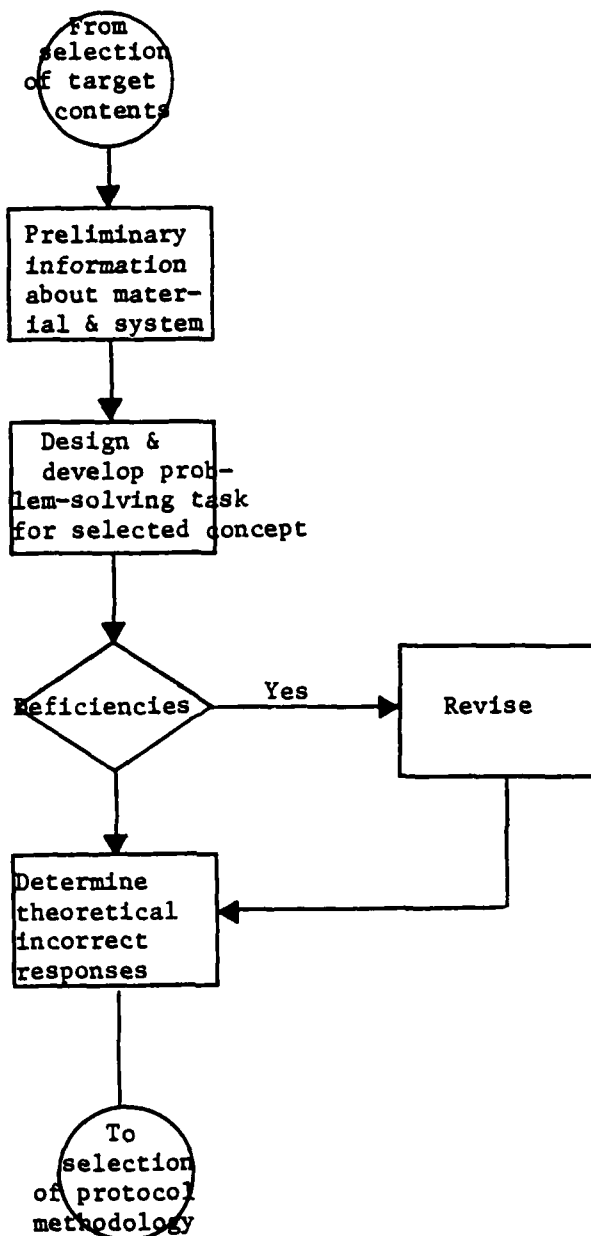 From
selection
of target
contents
Preliminary
information
about mater-
ial & system
Design &
develop prob-
lem-solving task
for selected concept
Deficiencies
Yes
Revise
Determine
theoretical
incorrect
responses
To
selection
of protocol
methodology